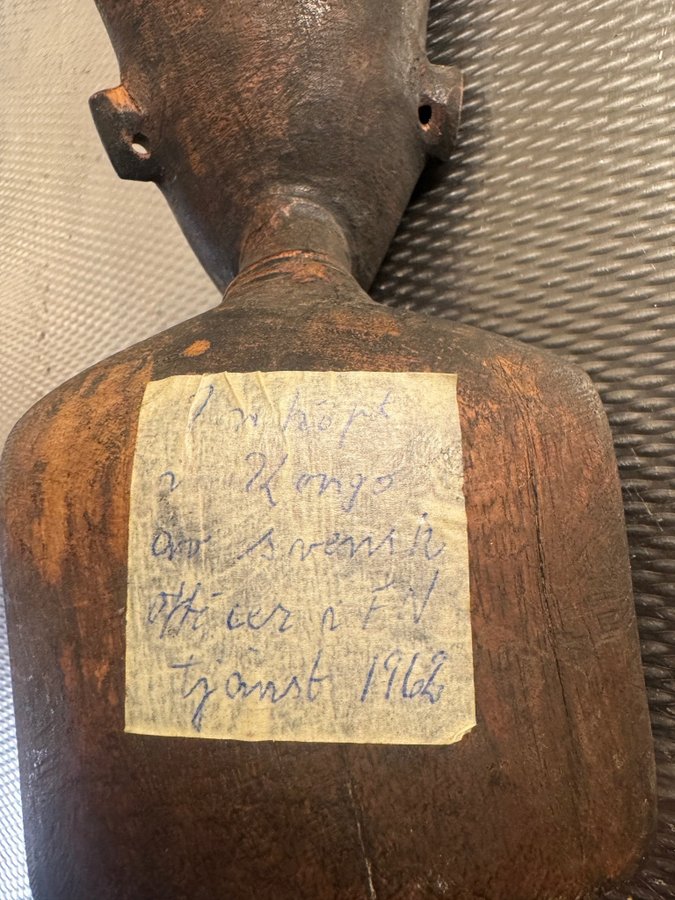 Inköpt
i Kongo
av svensk
officer i FN
tjänst 1962